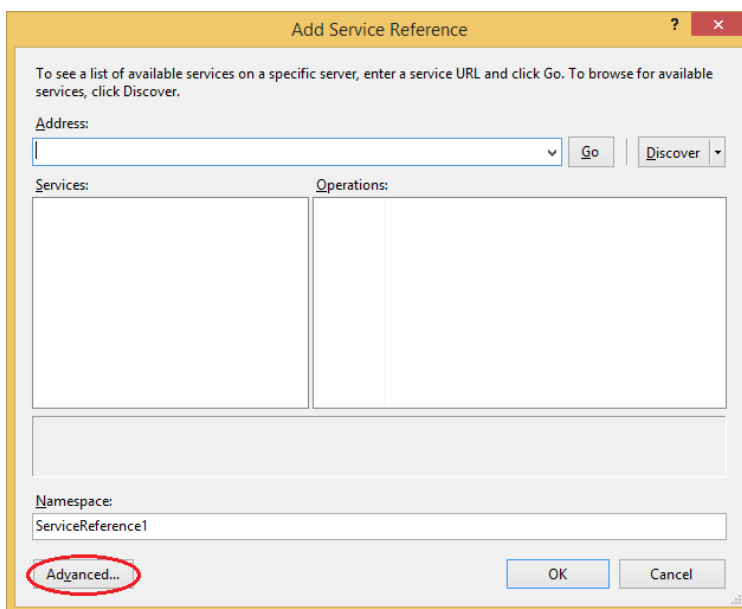 Add Service Reference
?
To see a list of available services on a specific server, enter a service URL and click Go. To browse for available
services, click Discover.
Address:
Go
Discover
Services:
Operations:
Namespace:
ServiceReference1
Advanced...
OK
Cancel